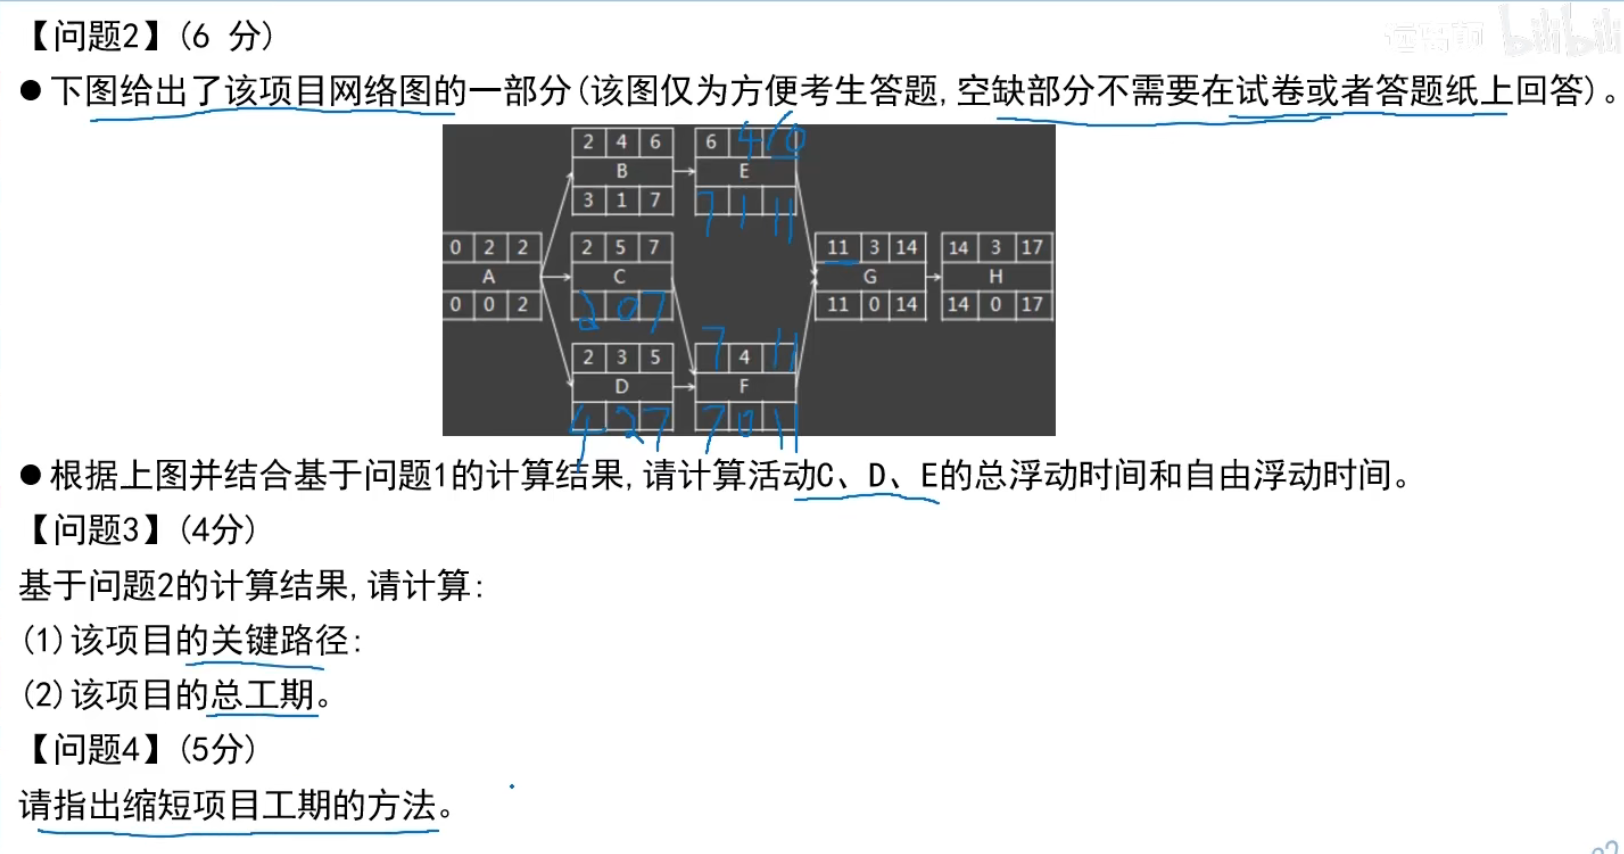 【问题2】(6 分)
●下图给出了该项目网络图的一部分(该图仅为方便考生答题,空缺部分不需要在试卷或者答题纸上回答)。
2 4 6
B
3 1 7
6 4 10
E
7 1 11
0 2 2
A
0 0 2
2 5 7
C
2 0 7
11 3 14
G
11 0 14
14 3 17
H
14 0 17
2 3 5
D
4 2 7
7 4 11
F
7 0 11
●根据上图并结合基于问题1的计算结果,请计算活动C、D、E的总浮动时间和自由浮动时间。
【问题3】(4分)
基于问题2的计算结果,请计算:
(1)该项目的关键路径:
(2)该项目的总工期。
【问题4】(5分)
请指出缩短项目工期的方法。
bilibili